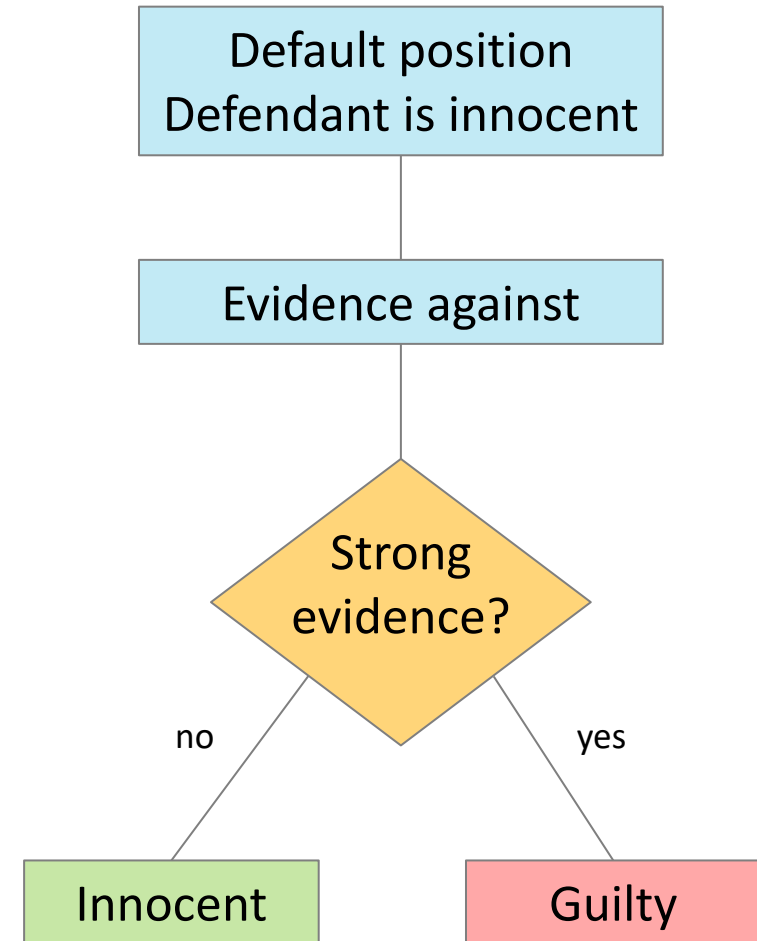 Default position
Defendant is innocent
Evidence against
Strong
evidence?
no
yes
Innocent
Guilty